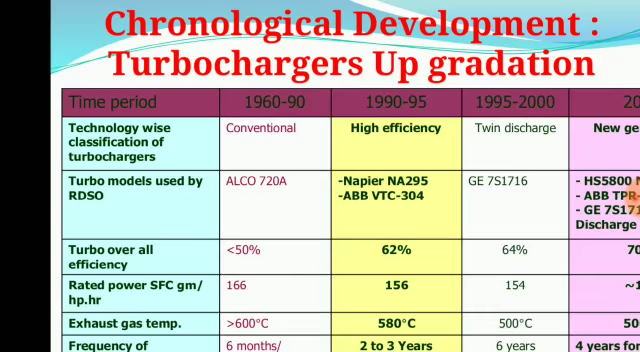 Chronological Development :
Turbochargers Up gradation
Time period 1960-90 1990-95 1995-2000 20
Technology wise classification of turbochargers Conventional High efficiency Twin discharge New ge
Turbo models used by RDSO ALCO 720A -Napier NA295 -ABB VTC-304 GE 7S1716 - HS5800 - ABB TPR- - GE 7S171 Discharge
Turbo over all efficiency <50% 62% 64% 70
Rated power SFC gm/ hp.hr 166 156 154 ~1
Exhaust gas temp. >600°C 580°C 500°C 50
Frequency of 6 months/ 2 to 3 Years 6 years 4 years for